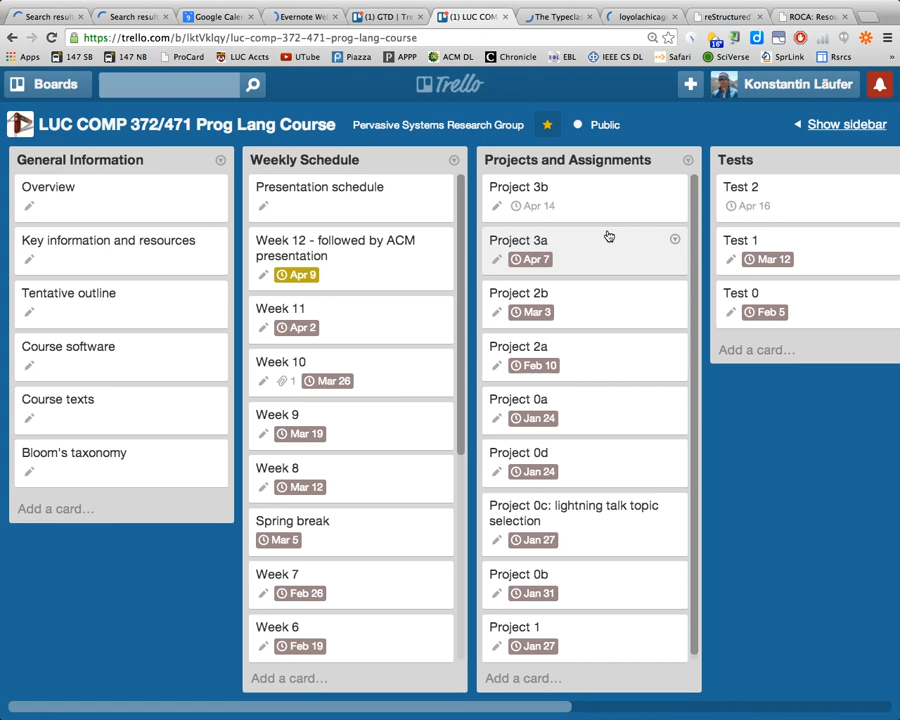 Search resul
Search resul
Google Caler
Evernote We
(1) GTD | Tre
(1) LUC COM
The Typeclas
loyolachicag
reStructured
ROCA: Resou
https://trello.com/b/lktVklqy/luc-comp-372-471-prog-lang-course
Apps
147 SB
147 NB
ProCard
LUC Accts
UTube
Piazza
APPP
ACM DL
Chronicle
EBL
IEEE CS DL
Safari
SciVerse
SprLink
Rsrcs
»
Boards
Trello
Konstantin Läufer
LUC COMP 372/471 Prog Lang Course
Pervasive Systems Research Group
Public
Show sidebar
General Information
Overview
Key information and resources
Tentative outline
Course software
Course texts
Bloom's taxonomy
Add a card…
Weekly Schedule
Presentation schedule
Week 12 - followed by ACM
presentation
Apr 9
Week 11
Apr 2
Week 10
1
Mar 26
Week 9
Mar 19
Week 8
Mar 12
Spring break
Mar 5
Week 7
Feb 26
Week 6
Feb 19
Add a card…
Projects and Assignments
Project 3b
Apr 14
Project 3a
Apr 7
Project 2b
Mar 3
Project 2a
Feb 10
Project 0a
Jan 24
Project 0d
Jan 24
Project 0c: lightning talk topic
selection
Jan 27
Project 0b
Jan 31
Project 1
Jan 27
Add a card…
Tests
Test 2
Apr 16
Test 1
Mar 12
Test 0
Feb 5
Add a card…